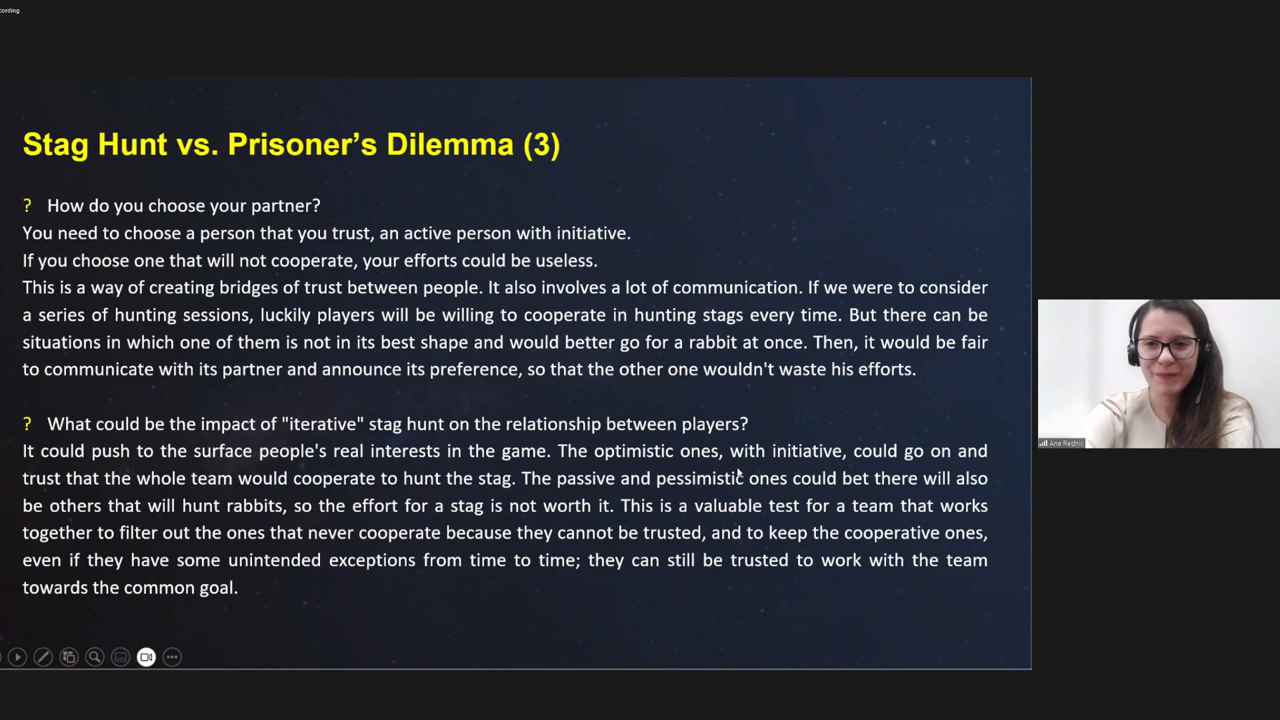 cording
Stag Hunt vs. Prisoner's Dilemma (3)
? How do you choose your partner?
You need to choose a person that you trust, an active person with initiative.
If you choose one that will not cooperate, your efforts could be useless.
This is a way of creating bridges of trust between people. It also involves a lot of communication. If we were to consider
a series of hunting sessions, luckily players will be willing to cooperate in hunting stags every time. But there can be
situations in which one of them is not in its best shape and would better go for a rabbit at once. Then, it would be fair
to communicate with its partner and announce its preference, so that the other one wouldn't waste his efforts.
? What could be the impact of "iterative" stag hunt on the relationship between players?
It could push to the surface people's real interests in the game. The optimistic ones, with initiative, could go on and
trust that the whole team would cooperate to hunt the stag. The passive and pessimistic ones could bet there will also
be others that will hunt rabbits, so the effort for a stag is not worth it. This is a valuable test for a team that works
together to filter out the ones that never cooperate because they cannot be trusted, and to keep the cooperative ones,
even if they have some unintended exceptions from time to time; they can still be trusted to work with the team
towards the common goal.
Ana Rednic